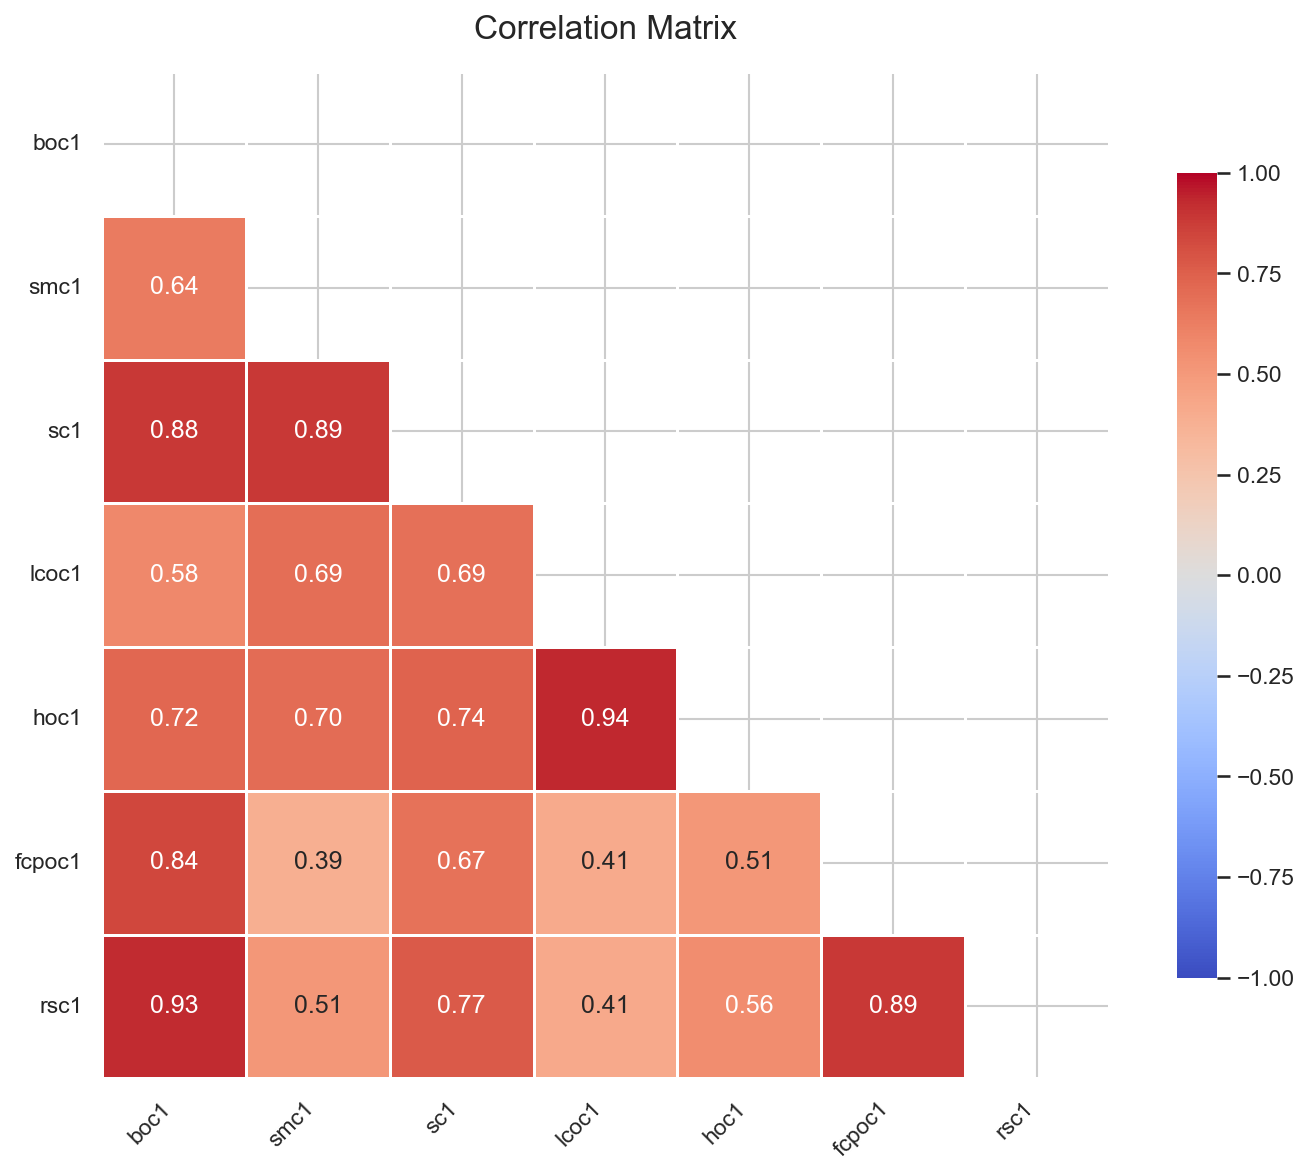 Correlation Matrix
boc1
smc1
0.64
sc1
0.88 0.89
lcoc1
0.58 0.69 0.69
hoc1
0.72 0.70 0.74 0.94
fcpoc1
0.84 0.39 0.67 0.41 0.51
rsc1
0.93 0.51 0.77 0.41 0.56 0.89
boc1 smc1 sc1 lcoc1 hoc1 fcpoc1 rsc1
1.00
0.75
0.50
0.25
0.00
−0.25
−0.50
−0.75
−1.00